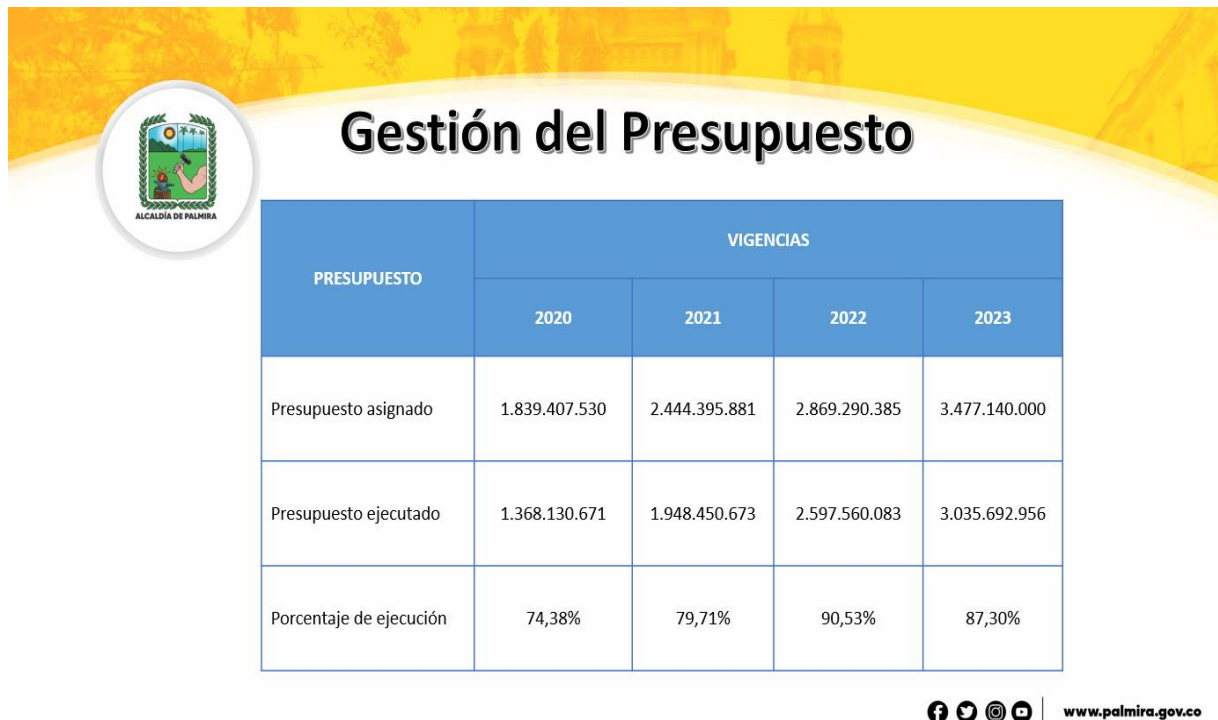 Gestión del Presupuesto
ALCALDÍA DE PALMIRA
PRESUPUESTO
VIGENCIAS
2020 2021 2022 2023
Presupuesto asignado 1.839.407.530 2.444.395.881 2.869.290.385 3.477.140.000
Presupuesto ejecutado 1.368.130.671 1.948.450.673 2.597.560.083 3.035.692.956
Porcentaje de ejecución 74,38% 79,71% 90,53% 87,30%
www.palmira.gov.co